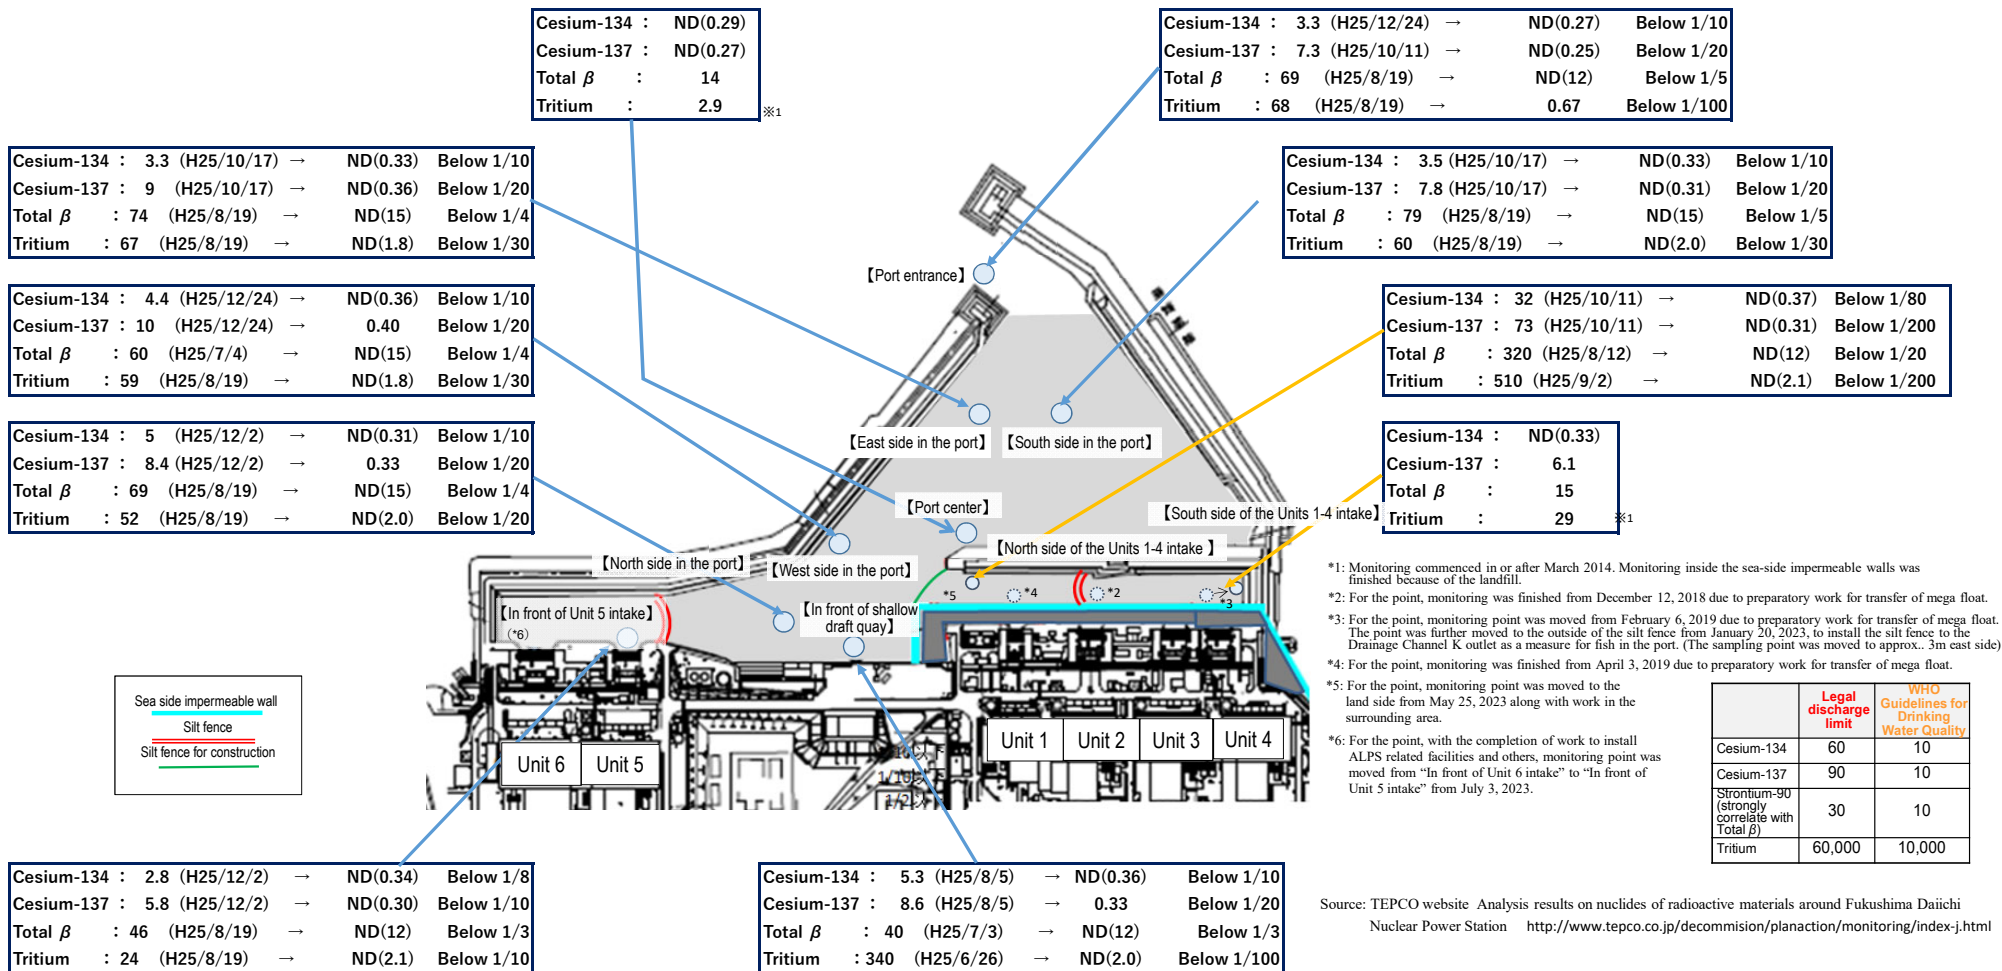 Cesium-134 : ND(0.29)
Cesium-137 : ND(0.27)
Total β : 14
Tritium : 2.9
※1
Cesium-134 : 3.3 (H25/12/24) → ND(0.27) Below 1/10
Cesium-137 : 7.3 (H25/10/11) → ND(0.25) Below 1/20
Total β : 69 (H25/8/19) → ND(12) Below 1/5
Tritium : 68 (H25/8/19) → 0.67 Below 1/100
Cesium-134 : 3.3 (H25/10/17) → ND(0.33) Below 1/10
Cesium-137 : 9 (H25/10/17) → ND(0.36) Below 1/20
Total β : 74 (H25/8/19) → ND(15) Below 1/4
Tritium : 67 (H25/8/19) → ND(1.8) Below 1/30
Cesium-134 : 3.5 (H25/10/17) → ND(0.33) Below 1/10
Cesium-137 : 7.8 (H25/10/17) → ND(0.31) Below 1/20
Total β : 79 (H25/8/19) → ND(15) Below 1/5
Tritium : 60 (H25/8/19) → ND(2.0) Below 1/30
Cesium-134 : 4.4 (H25/12/24) → ND(0.36) Below 1/10
Cesium-137 : 10 (H25/12/24) → 0.40 Below 1/20
Total β : 60 (H25/7/4) → ND(15) Below 1/4
Tritium : 59 (H25/8/19) → ND(1.8) Below 1/30
Cesium-134 : 32 (H25/10/11) → ND(0.37) Below 1/80
Cesium-137 : 73 (H25/10/11) → ND(0.31) Below 1/200
Total β : 320 (H25/8/12) → ND(12) Below 1/20
Tritium : 510 (H25/9/2) → ND(2.1) Below 1/200
Cesium-134 : 5 (H25/12/2) → ND(0.31) Below 1/10
Cesium-137 : 8.4 (H25/12/2) → 0.33 Below 1/20
Total β : 69 (H25/8/19) → ND(15) Below 1/4
Tritium : 52 (H25/8/19) → ND(2.0) Below 1/20
Cesium-134 : ND(0.33)
Cesium-137 : 6.1
Total β : 15
Tritium : 29
※1
【Port entrance】
【East side in the port】
【South side in the port】
【Port center】
【South side of the Units 1-4 intake】
【North side of the Units 1-4 intake 】
【North side in the port】
【West side in the port】
【In front of Unit 5 intake】
(*6)
【In front of shallow
draft quay】
*5
*4
*2
*3
Unit 6
Unit 5
Unit 1
Unit 2
Unit 3
Unit 4
Sea side impermeable wall
Silt fence
Silt fence for construction
*1: Monitoring commenced in or after March 2014. Monitoring inside the sea-side impermeable walls was
finished because of the landfill.
*2: For the point, monitoring was finished from December 12, 2018 due to preparatory work for transfer of mega float.
*3: For the point, monitoring point was moved from February 6, 2019 due to preparatory work for transfer of mega float.
The point was further moved to the outside of the silt fence from January 20, 2023, to install the silt fence to the
Drainage Channel K outlet as a measure for fish in the port. (The sampling point was moved to approx.. 3m east side)
*4: For the point, monitoring was finished from April 3, 2019 due to preparatory work for transfer of mega float.
*5: For the point, monitoring point was moved to the
land side from May 25, 2023 along with work in the
surrounding area.
*6: For the point, with the completion of work to install
ALPS related facilities and others, monitoring point was
moved from “In front of Unit 6 intake” to “In front of
Unit 5 intake” from July 3, 2023.
Legal
discharge
limit
WHO
Guidelines for
Drinking
Water Quality
Cesium-134 60 10
Cesium-137 90 10
Strontium-90
(strongly
correlate with
Total β) 30 10
Tritium 60,000 10,000
Cesium-134 : 2.8 (H25/12/2) → ND(0.34) Below 1/8
Cesium-137 : 5.8 (H25/12/2) → ND(0.30) Below 1/10
Total β : 46 (H25/8/19) → ND(12) Below 1/3
Tritium : 24 (H25/8/19) → ND(2.1) Below 1/10
Cesium-134 : 5.3 (H25/8/5) → ND(0.36) Below 1/10
Cesium-137 : 8.6 (H25/8/5) → 0.33 Below 1/20
Total β : 40 (H25/7/3) → ND(12) Below 1/3
Tritium : 340 (H25/6/26) → ND(2.0) Below 1/100
Source: TEPCO website Analysis results on nuclides of radioactive materials around Fukushima Daiichi
Nuclear Power Station http://www.tepco.co.jp/decommision/planaction/monitoring/index-j.html